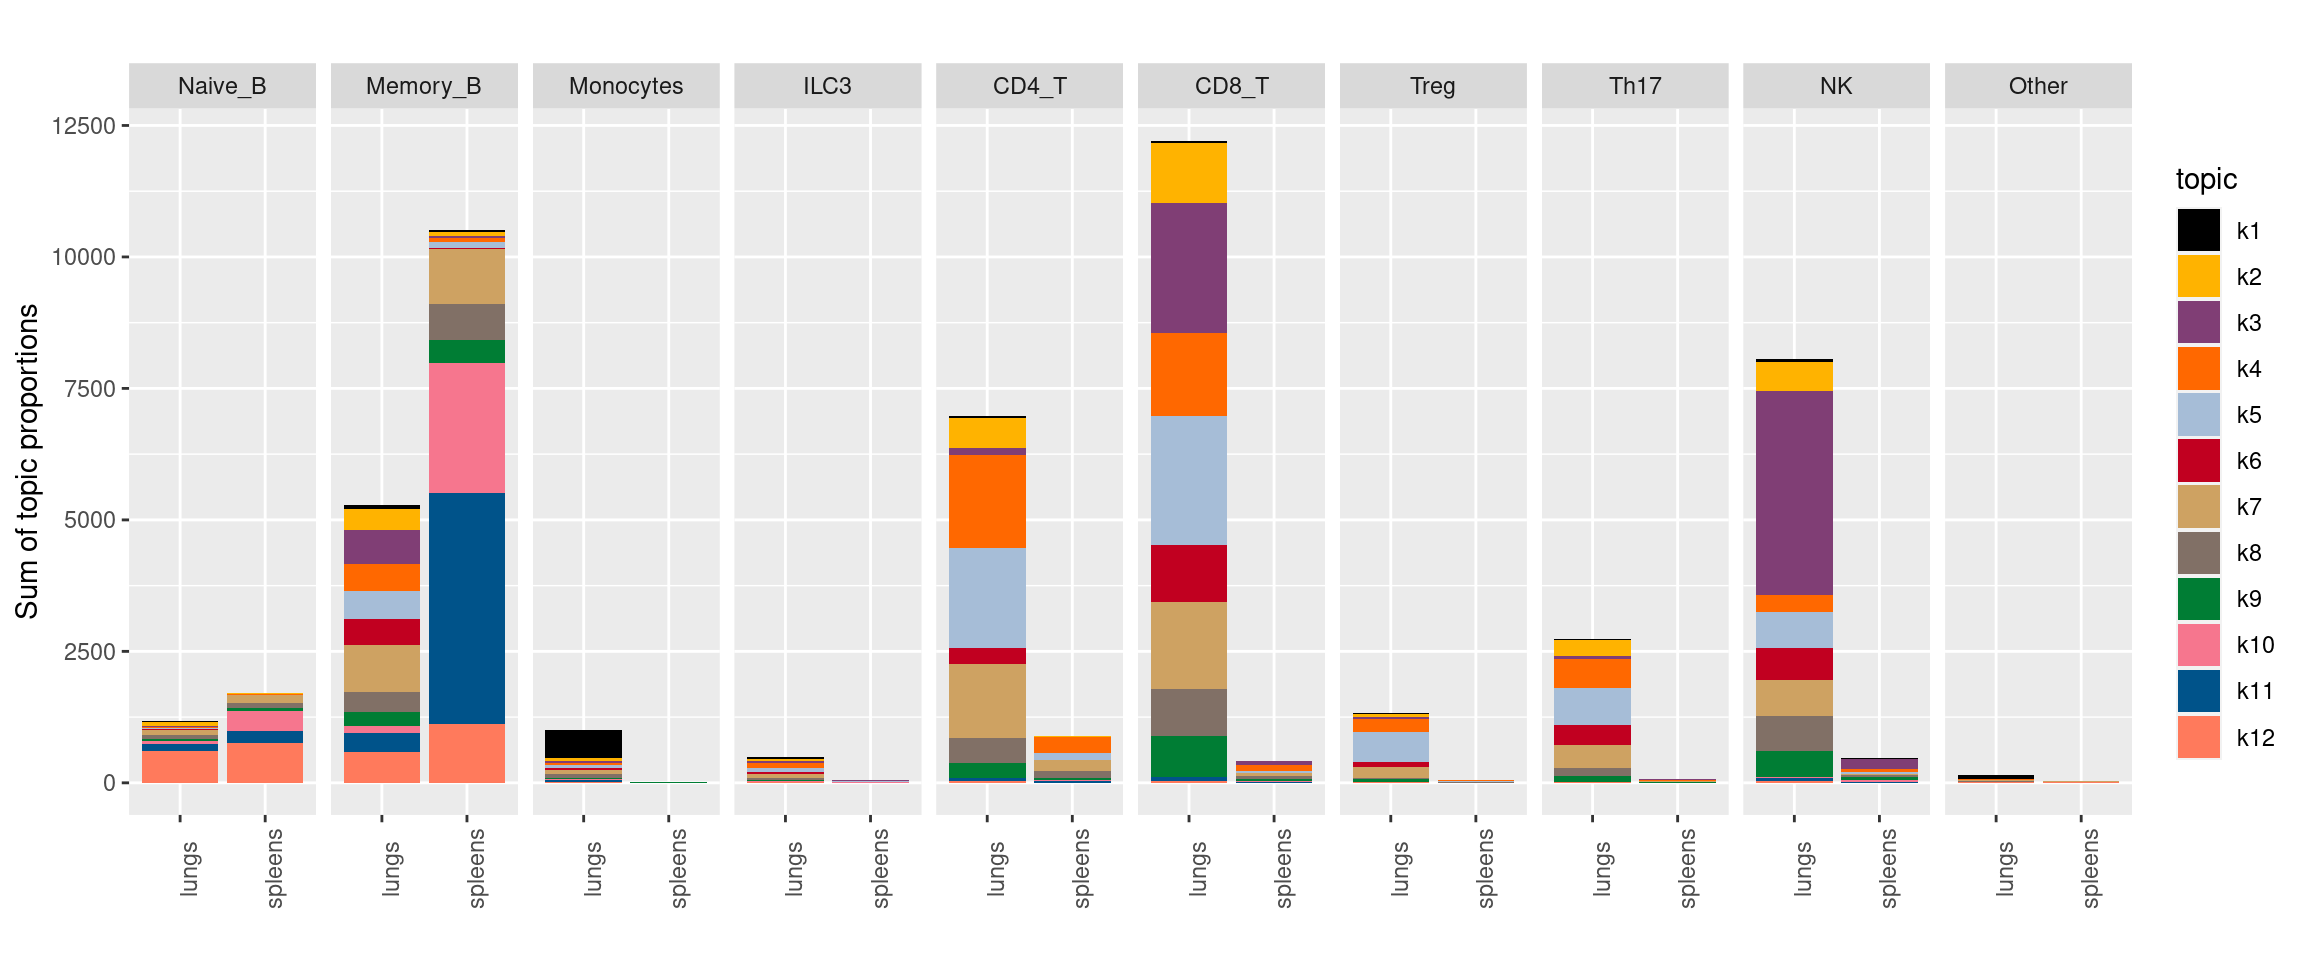 Naive_B Memory_B Monocytes ILC3 CD4_T CD8_T Treg Th17 NK Other
12500
10000
7500
5000
2500
0
Sum of topic proportions
lungs spleens lungs spleens lungs spleens lungs spleens lungs spleens lungs spleens lungs spleens lungs spleens lungs spleens lungs spleens
topic
k1
k2
k3
k4
k5
k6
k7
k8
k9
k10
k11
k12